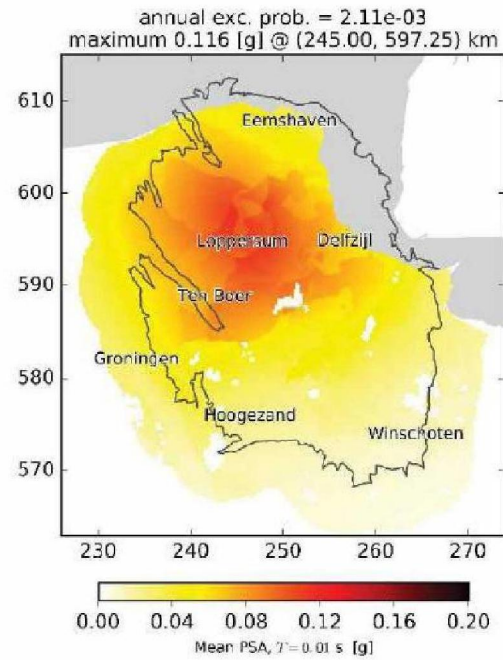 annual exc. prob. = 2.11e-03
maximum 0.116 [g] @ (245.00, 597.25) km
610
Eemshaven
600
Loppersum Delfzijl
590
Ten Boer
Groningen
580
Hoogezand
Winschoten
570
230 240 250 260 270
0.00 0.04 0.08 0.12 0.16 0.20
Mean PSA, T = 0.01 s [g]